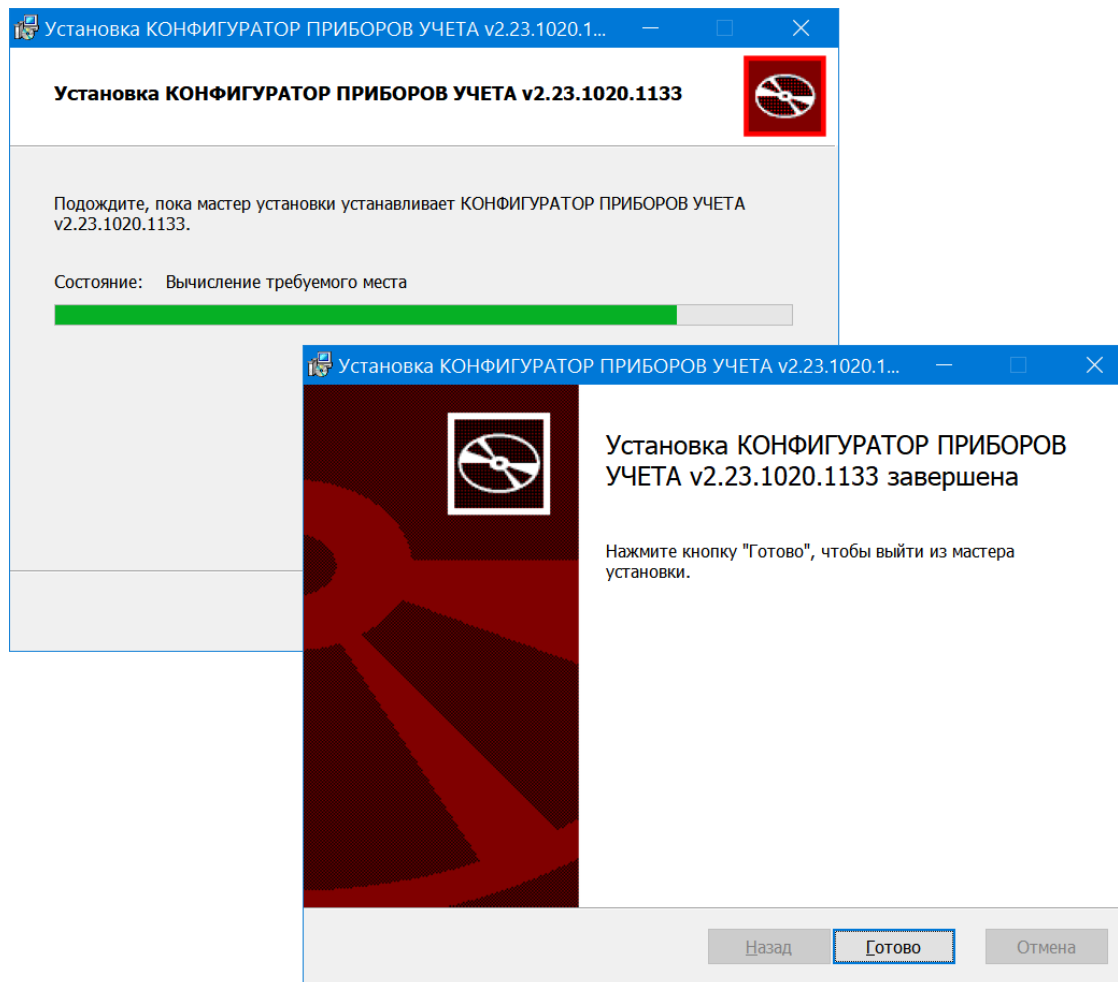 Установка КОНФИГУРАТОР ПРИБОРОВ УЧЕТА v2.23.1020.1...
Установка КОНФИГУРАТОР ПРИБОРОВ УЧЕТА v2.23.1020.1133
Подождите, пока мастер установки устанавливает КОНФИГУРАТОР ПРИБОРОВ УЧЕТА
v2.23.1020.1133.
Состояние: Вычисление требуемого места
Установка КОНФИГУРАТОР ПРИБОРОВ УЧЕТА v2.23.1020.1...
Установка КОНФИГУРАТОР ПРИБОРОВ
УЧЕТА v2.23.1020.1133 завершена
Нажмите кнопку "Готово", чтобы выйти из мастера
установки.
Назад Готово Отмена